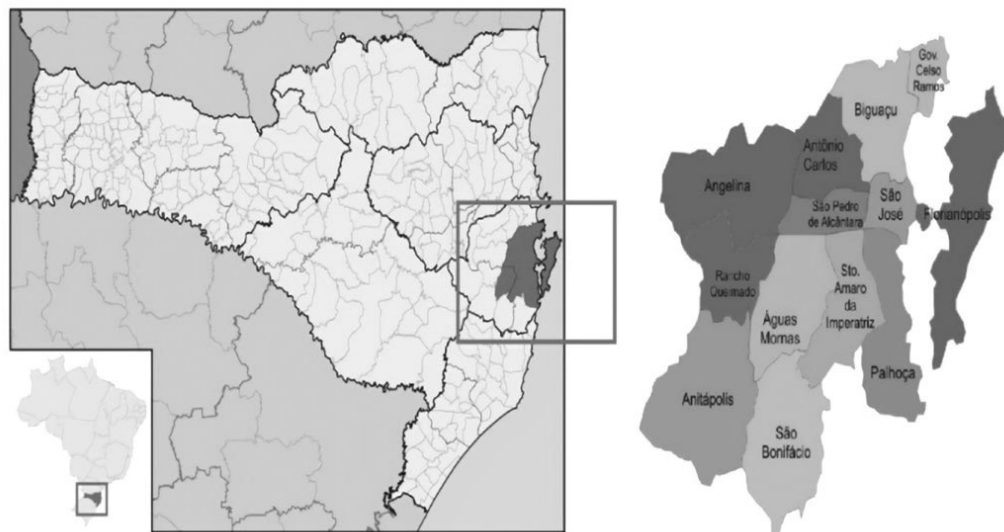 Gov.
Celso
Ramos
Biguaçu
Antônio
Carlos
Angelina
São Pedro
de Alcântara
São
José
Florianópolis
Rancho
Queimado
Sto.
Amaro
da
Imperatriz
Águas
Mornas
Palhoça
Anitápolis
São
Bonifácio